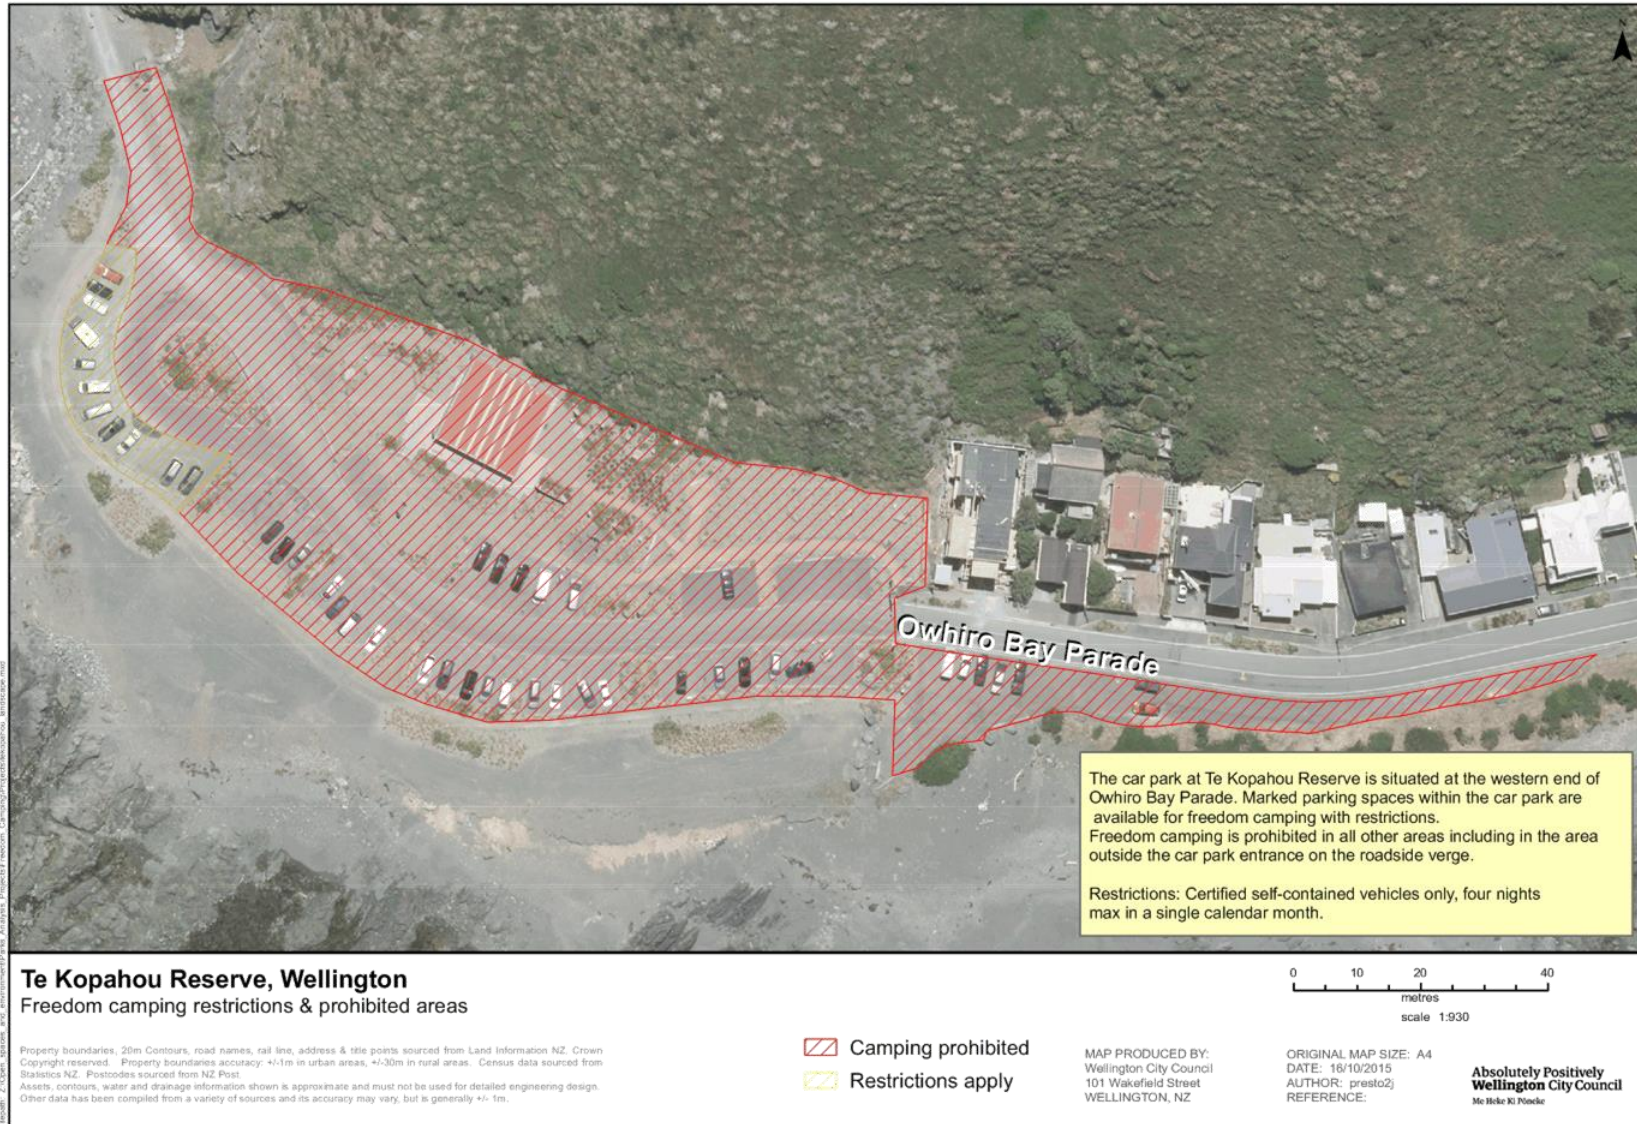 N
Owhiro Bay Parade
The car park at Te Kopahou Reserve is situated at the western end of
Owhiro Bay Parade. Marked parking spaces within the car park are
available for freedom camping with restrictions.
Freedom camping is prohibited in all other areas including in the area
outside the car park entrance on the roadside verge.
Restrictions: Certified self-contained vehicles only, four nights
max in a single calendar month.
Te Kopahou Reserve, Wellington
Freedom camping restrictions & prohibited areas
Property boundaries, 20m Contours, road names, rail line, address & title points sourced from Land Information NZ. Crown
Copyright reserved. Property boundaries accuracy: +/-1m in urban areas, +/-30m in rural areas. Census data sourced from
Statistics NZ. Postcodes sourced from NZ Post.
Assets, contours, water and drainage information shown is approximate and must not be used for detailed engineering design.
Other data has been compiled from a variety of sources and its accuracy may vary, but is generally +/- 1m.
Camping prohibited
Restrictions apply
MAP PRODUCED BY:
Wellington City Council
101 Wakefield Street
WELLINGTON, NZ
0 10 20 40
metres
scale 1:930
ORIGINAL MAP SIZE: A4
DATE: 16/10/2015
AUTHOR: presto2j
REFERENCE:
Absolutely Positively
Wellington City Council
Me Heke Ki Pōneke